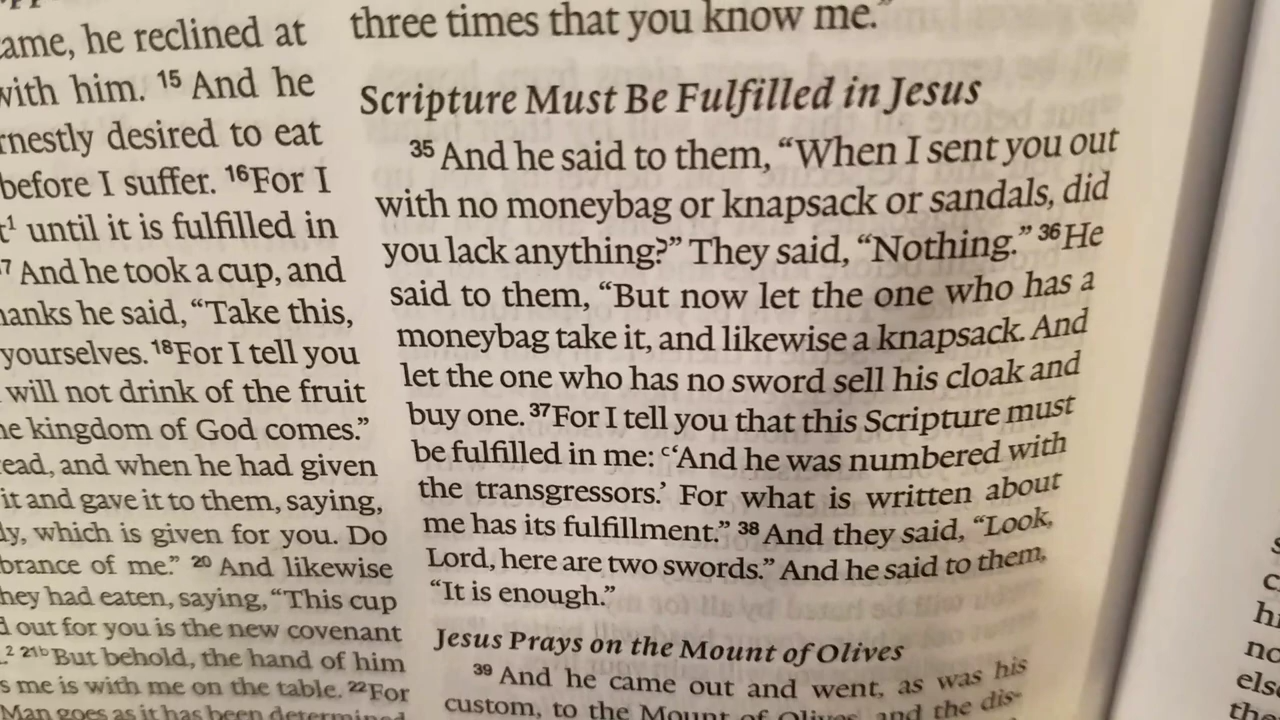 ame, he reclined at
with him. 15 And he
rnestly desired to eat
before I suffer. 16 For I
t1 until it is fulfilled in
7 And he took a cup, and
hanks he said, “Take this,
yourselves. 18 For I tell you
will not drink of the fruit
he kingdom of God comes.”
ead, and when he had given
it and gave it to them, saying,
dy, which is given for you. Do
brance of me.” 20 And likewise
hey had eaten, saying, “This cup
d out for you is the new covenant
.2 21b But behold, the hand of him
s me is with me on the table. 22 For
Man goes as it has been determined
three times that you know me.”
Scripture Must Be Fulfilled in Jesus
35 And he said to them, “When I sent you out
with no moneybag or knapsack or sandals, did
you lack anything?” They said, “Nothing.” 36 He
said to them, “But now let the one who has a
moneybag take it, and likewise a knapsack. And
let the one who has no sword sell his cloak and
buy one. 37 For I tell you that this Scripture must
be fulfilled in me: c‘And he was numbered with
the transgressors.’ For what is written about
me has its fulfillment.” 38 And they said, “Look,
Lord, here are two swords.” And he said to them,
“It is enough.”
Jesus Prays on the Mount of Olives
39 And he came out and went, as was his
custom, to the Mount of Olives, and the dis-